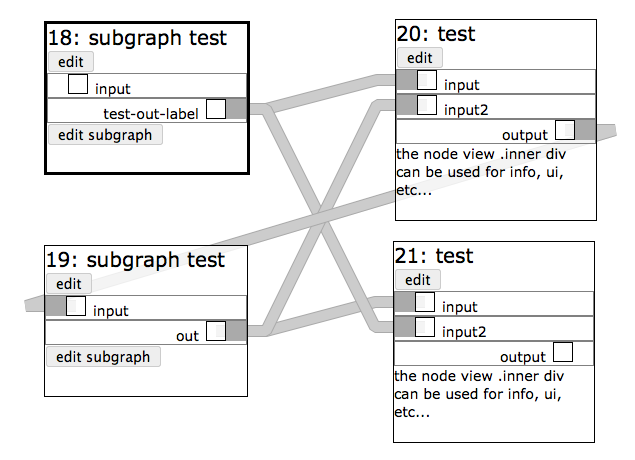 18: subgraph test
edit
input
test-out-label
edit subgraph
20: test
edit
input
input2
output
the node view .inner div
can be used for info, ui,
etc...
19: subgraph test
edit
input
out
edit subgraph
21: test
edit
input
input2
output
the node view .inner div
can be used for info, ui,
etc...